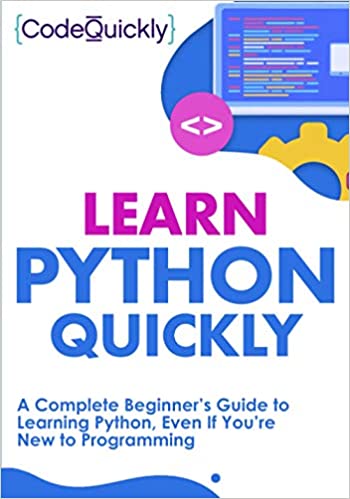 {CodeQuickly}
<>
LEARN
PYTHON
QUICKLY
A Complete Beginner's Guide to
Learning Python, Even If You're
New to Programming